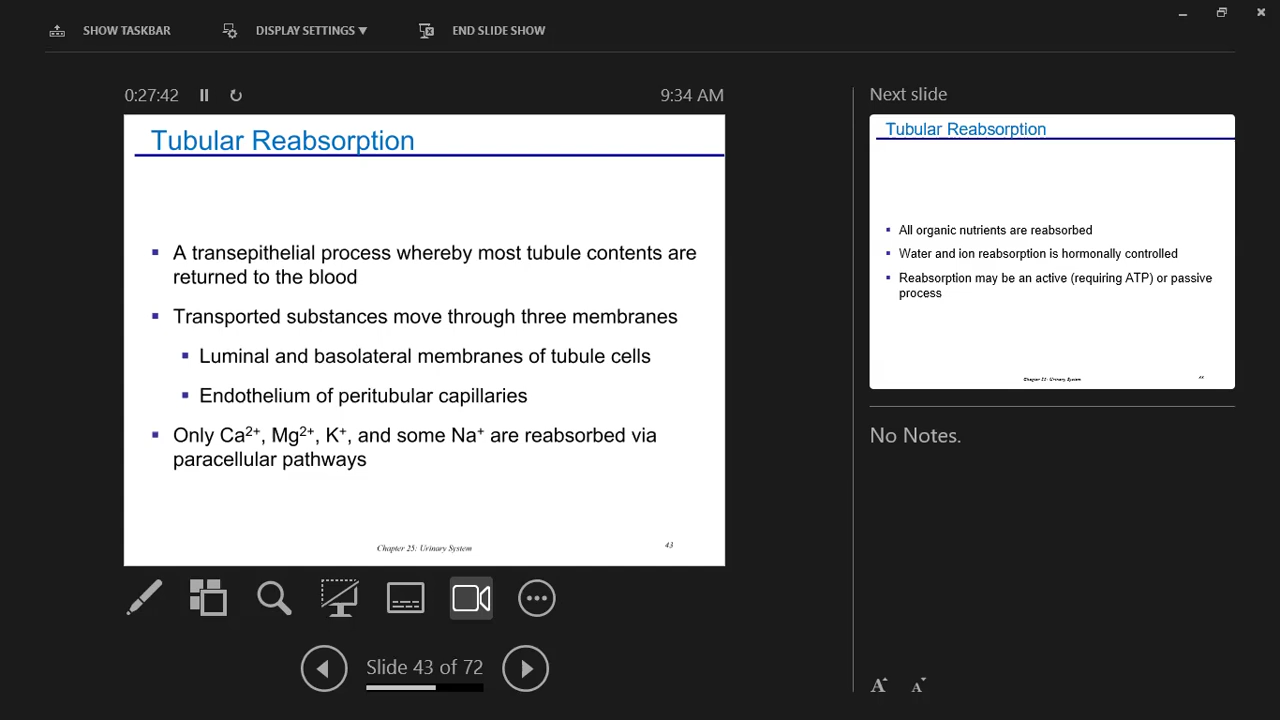 SHOW TASKBAR
DISPLAY SETTINGS ▼
END SLIDE SHOW
0:27:42
9:34 AM
Tubular Reabsorption
▪ A transepithelial process whereby most tubule contents are
returned to the blood
▪ Transported substances move through three membranes
▪ Luminal and basolateral membranes of tubule cells
▪ Endothelium of peritubular capillaries
▪ Only Ca²⁺, Mg²⁺, K⁺, and some Na⁺ are reabsorbed via
paracellular pathways
Chapter 25: Urinary System
43
Slide 43 of 72
Next slide
Tubular Reabsorption
▪ All organic nutrients are reabsorbed
▪ Water and ion reabsorption is hormonally controlled
▪ Reabsorption may be an active (requiring ATP) or passive
process
Chapter 25: Urinary System
No Notes.
A A